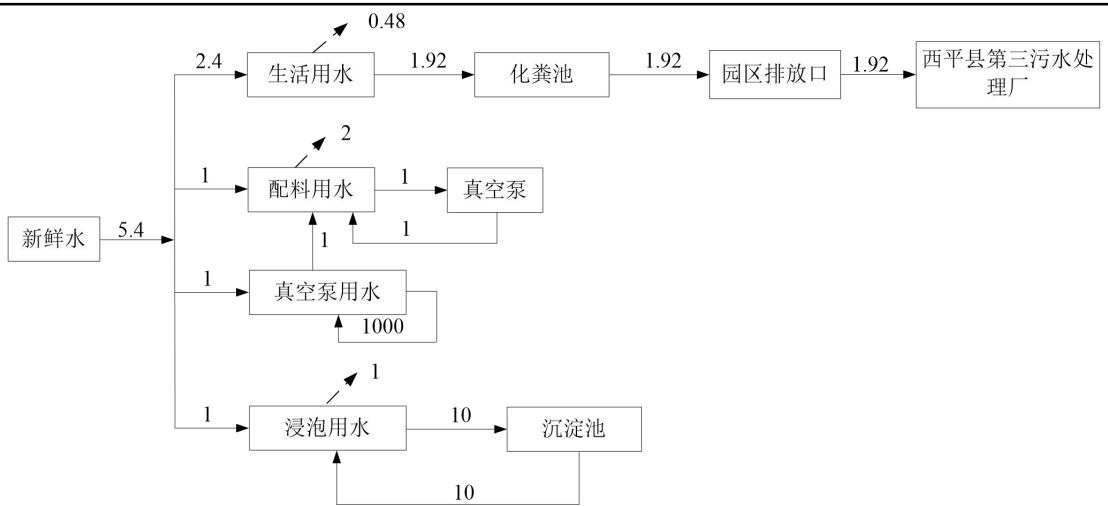 0.48
2.4
生活用水
1.92
化粪池
1.92
园区排放口
1.92
西平县第三污水处
理厂
2
1
配料用水
1
真空泵
1
新鲜水
5.4
1
1
真空泵用水
1000
1
1
浸泡用水
10
沉淀池
10